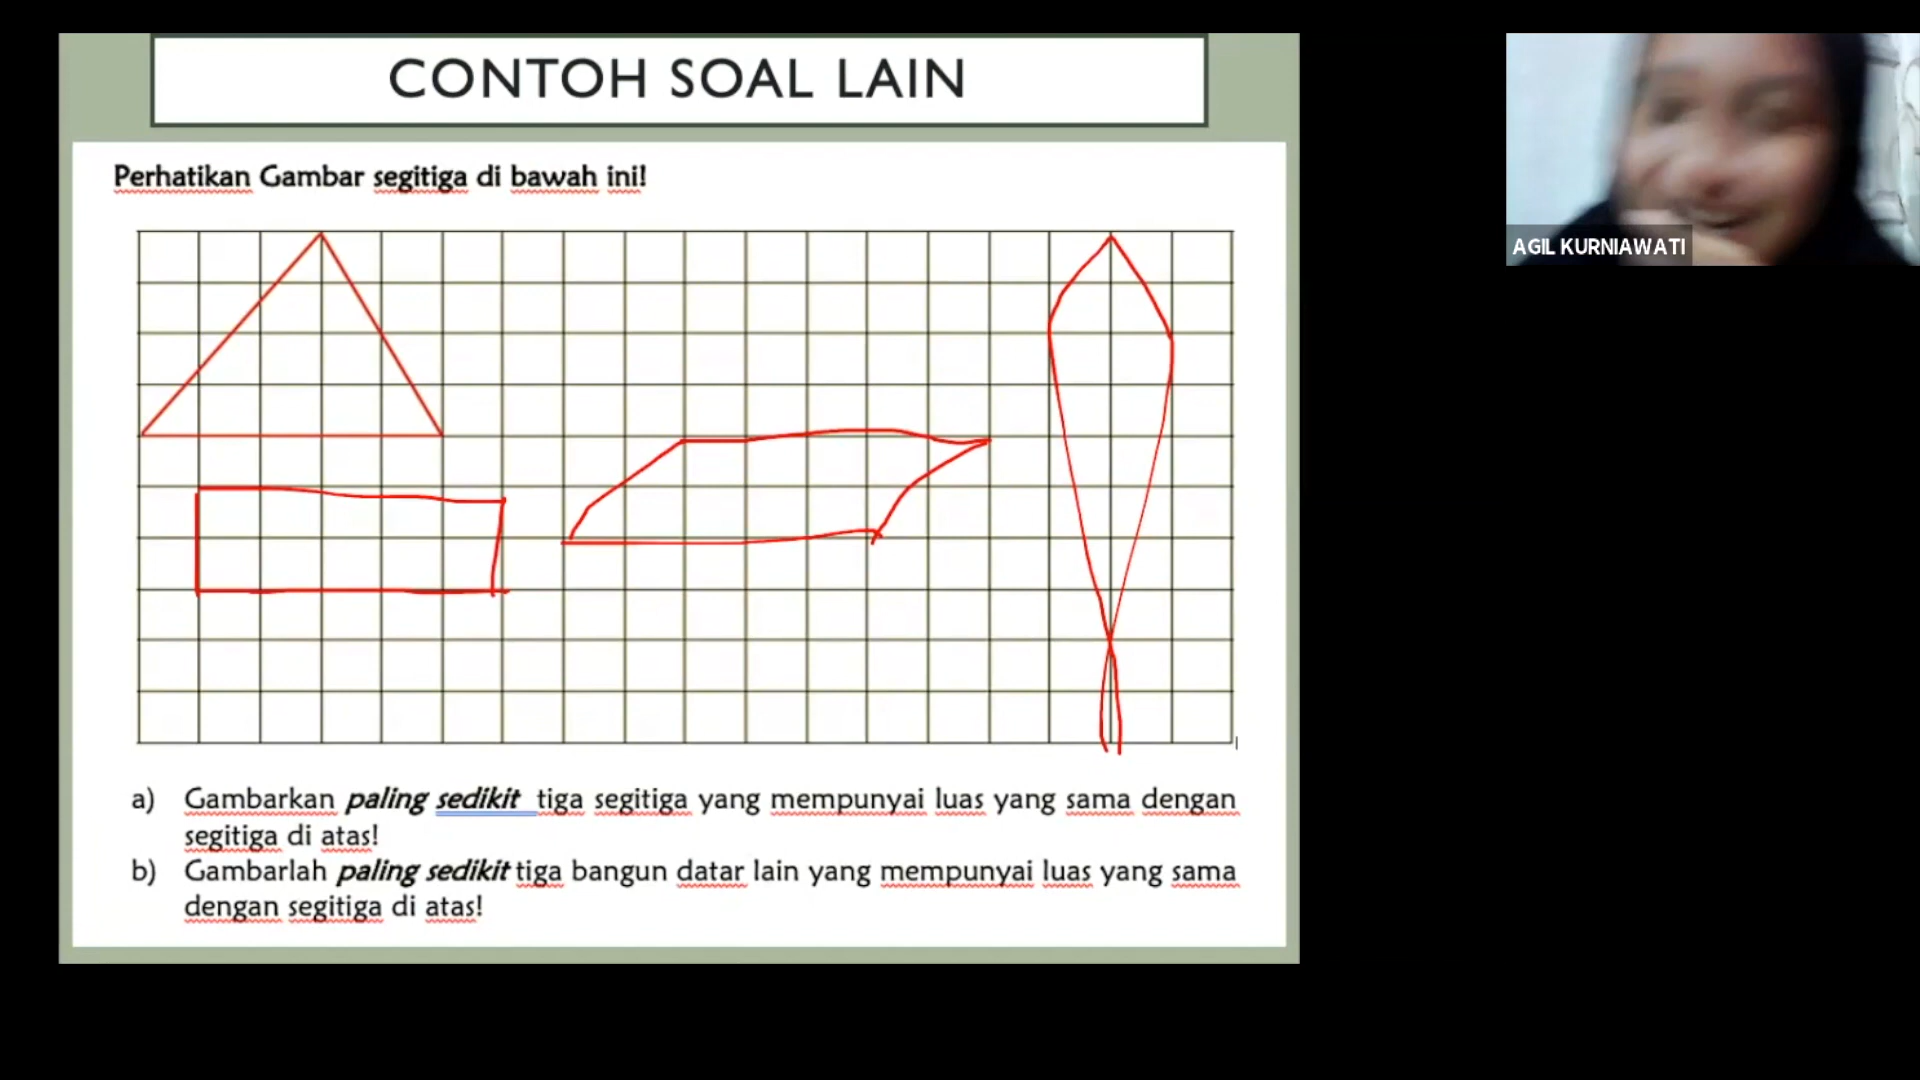 CONTOH SOAL LAIN
Perhatikan Gambar segitiga di bawah ini!
AGIL KURNIAWATI
a) Gambarkan paling sedikit tiga segitiga yang mempunyai luas yang sama dengan
segitiga di atas!
b) Gambarlah paling sedikit tiga bangun datar lain yang mempunyai luas yang sama
dengan segitiga di atas!